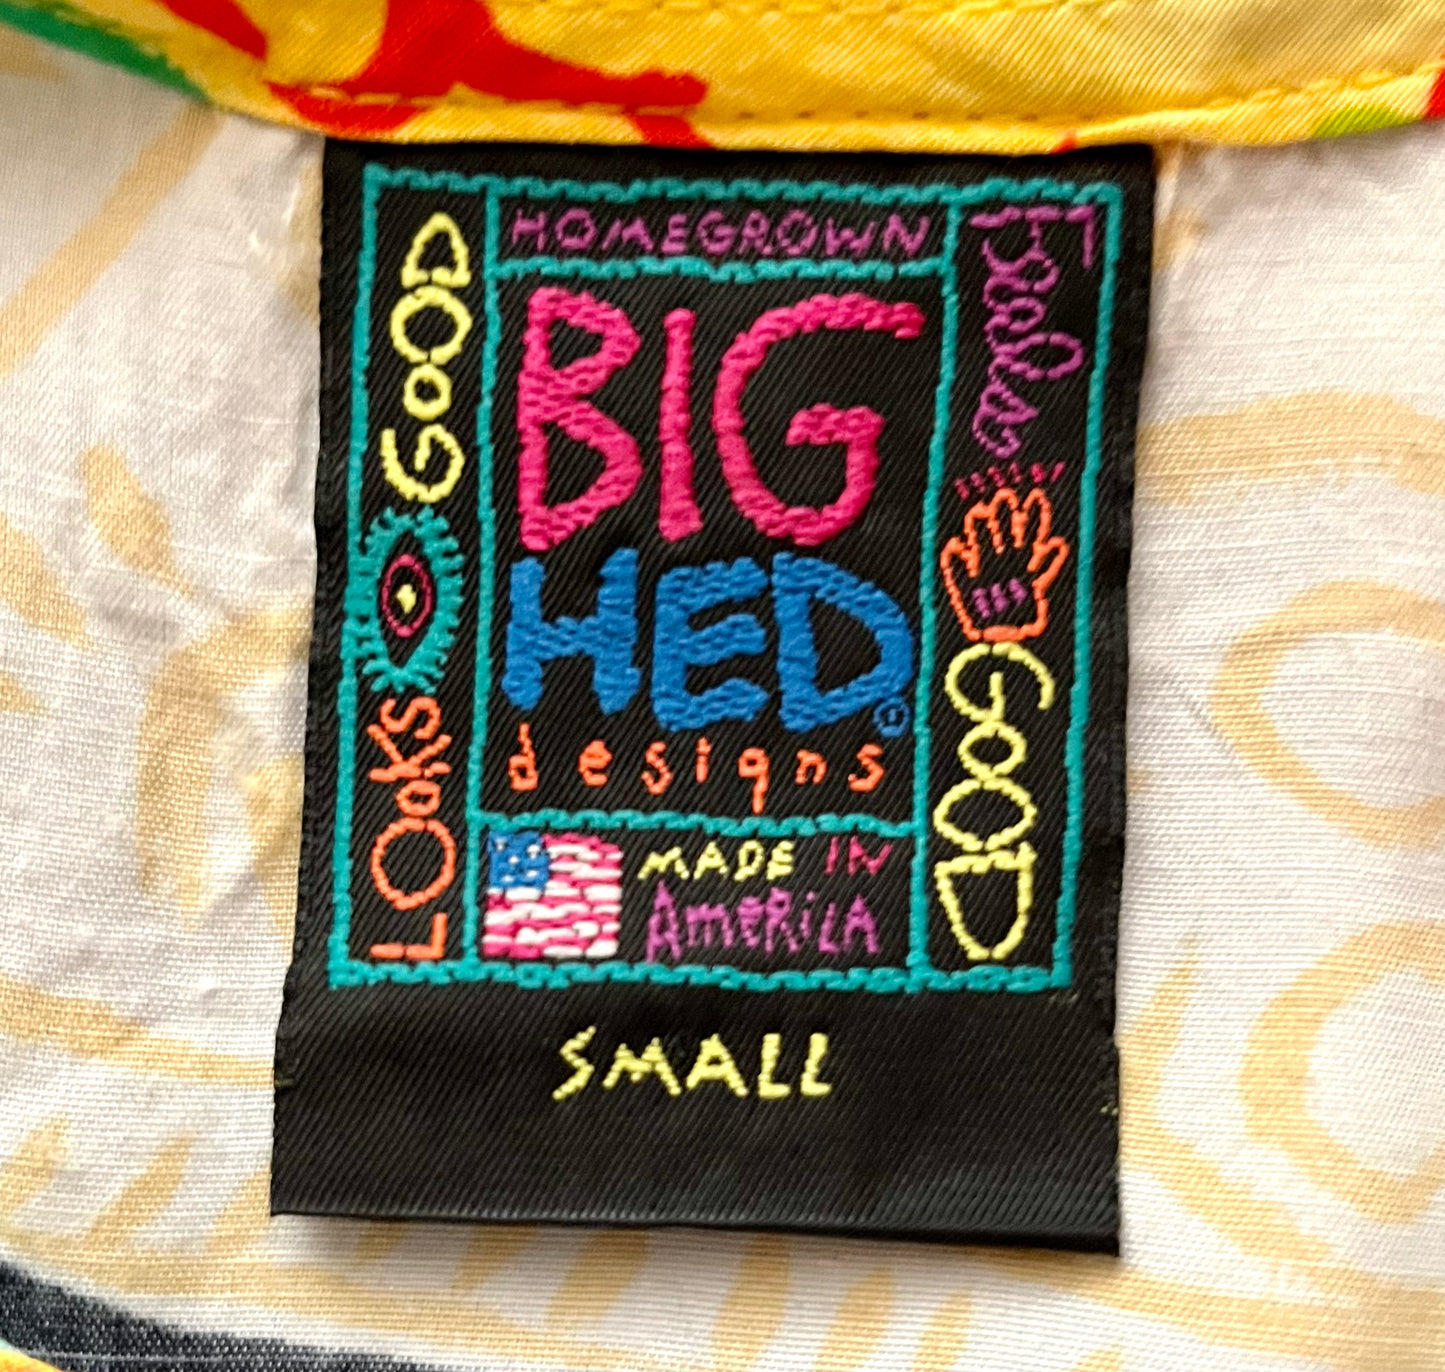 HOMEGROWN
BIG
HED©
designs
MADE IN
AMERICA
LOOKS GOOD
Feels GOOD
SMALL